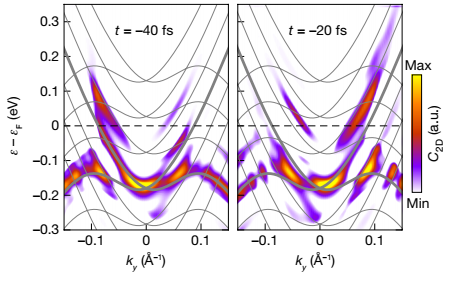 t = −40 fs
t = −20 fs
0.3
0.2
0.1
0
−0.1
−0.2
−0.3
ε − εF (eV)
−0.1
0
0.1
−0.1
0
0.1
ky (Å−1)
ky (Å−1)
Max
Min
C2D (a.u.)